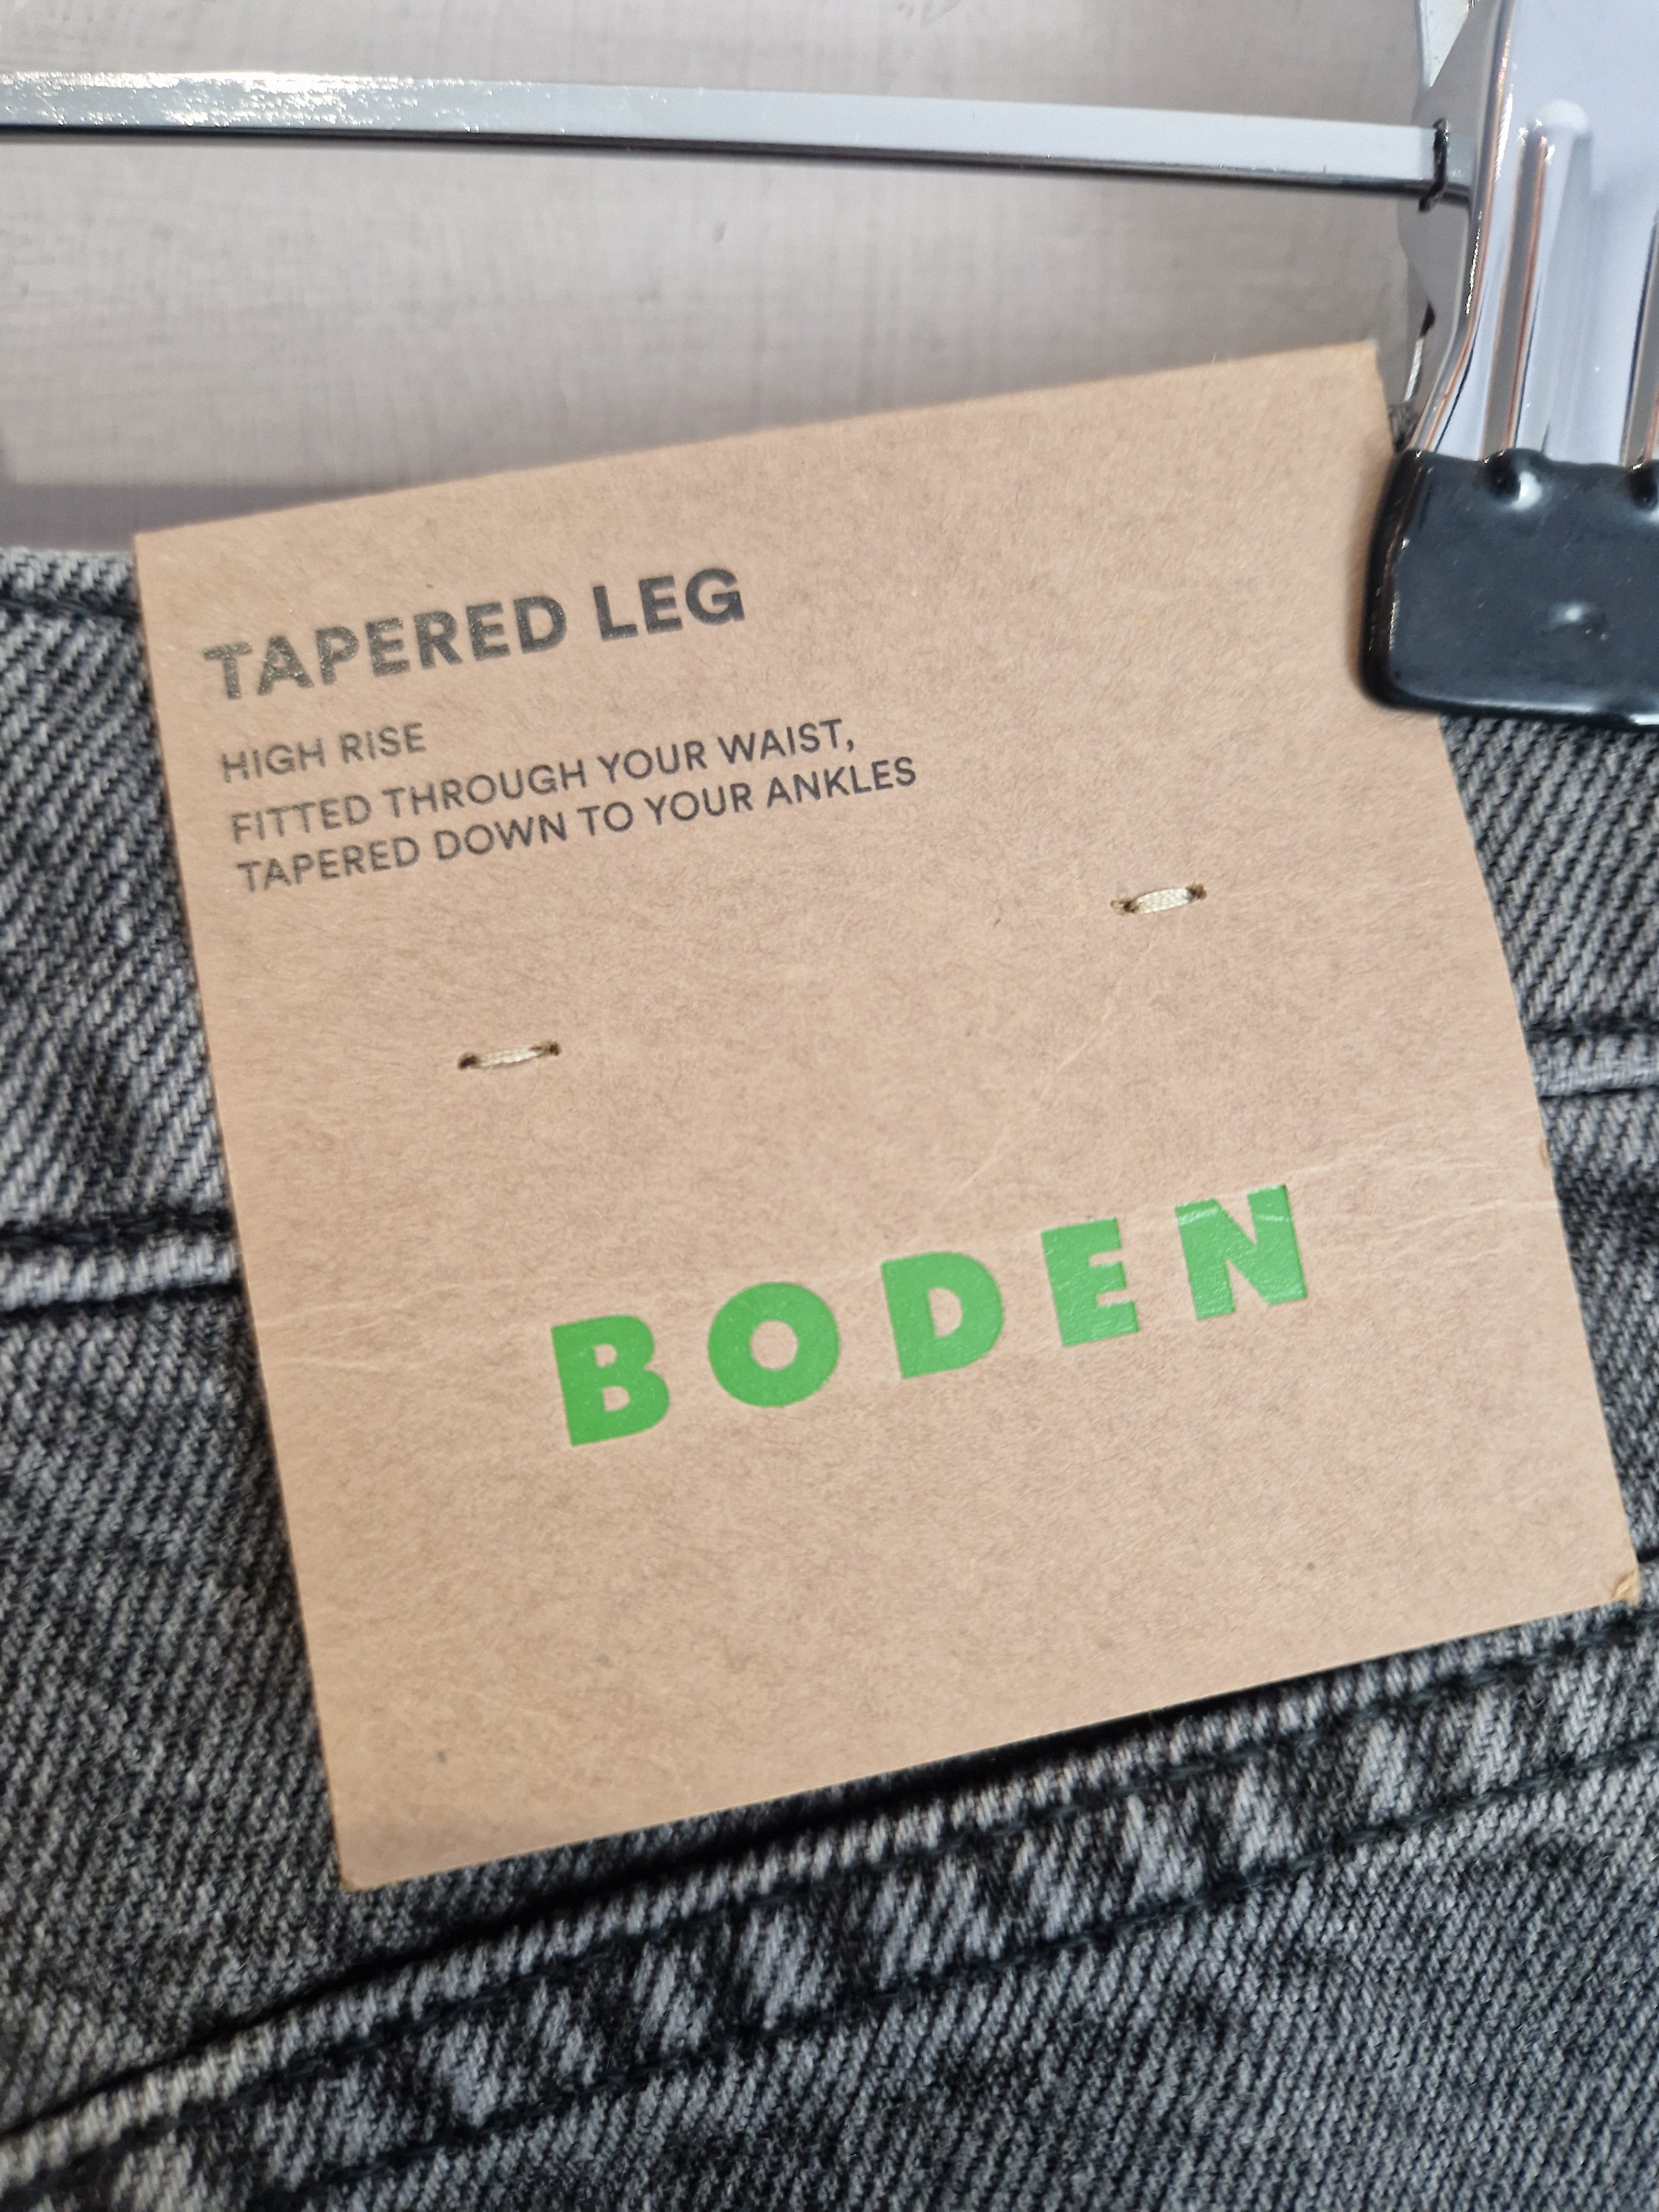 TAPERED LEG
HIGH RISE
FITTED THROUGH YOUR WAIST,
TAPERED DOWN TO YOUR ANKLES
BODEN